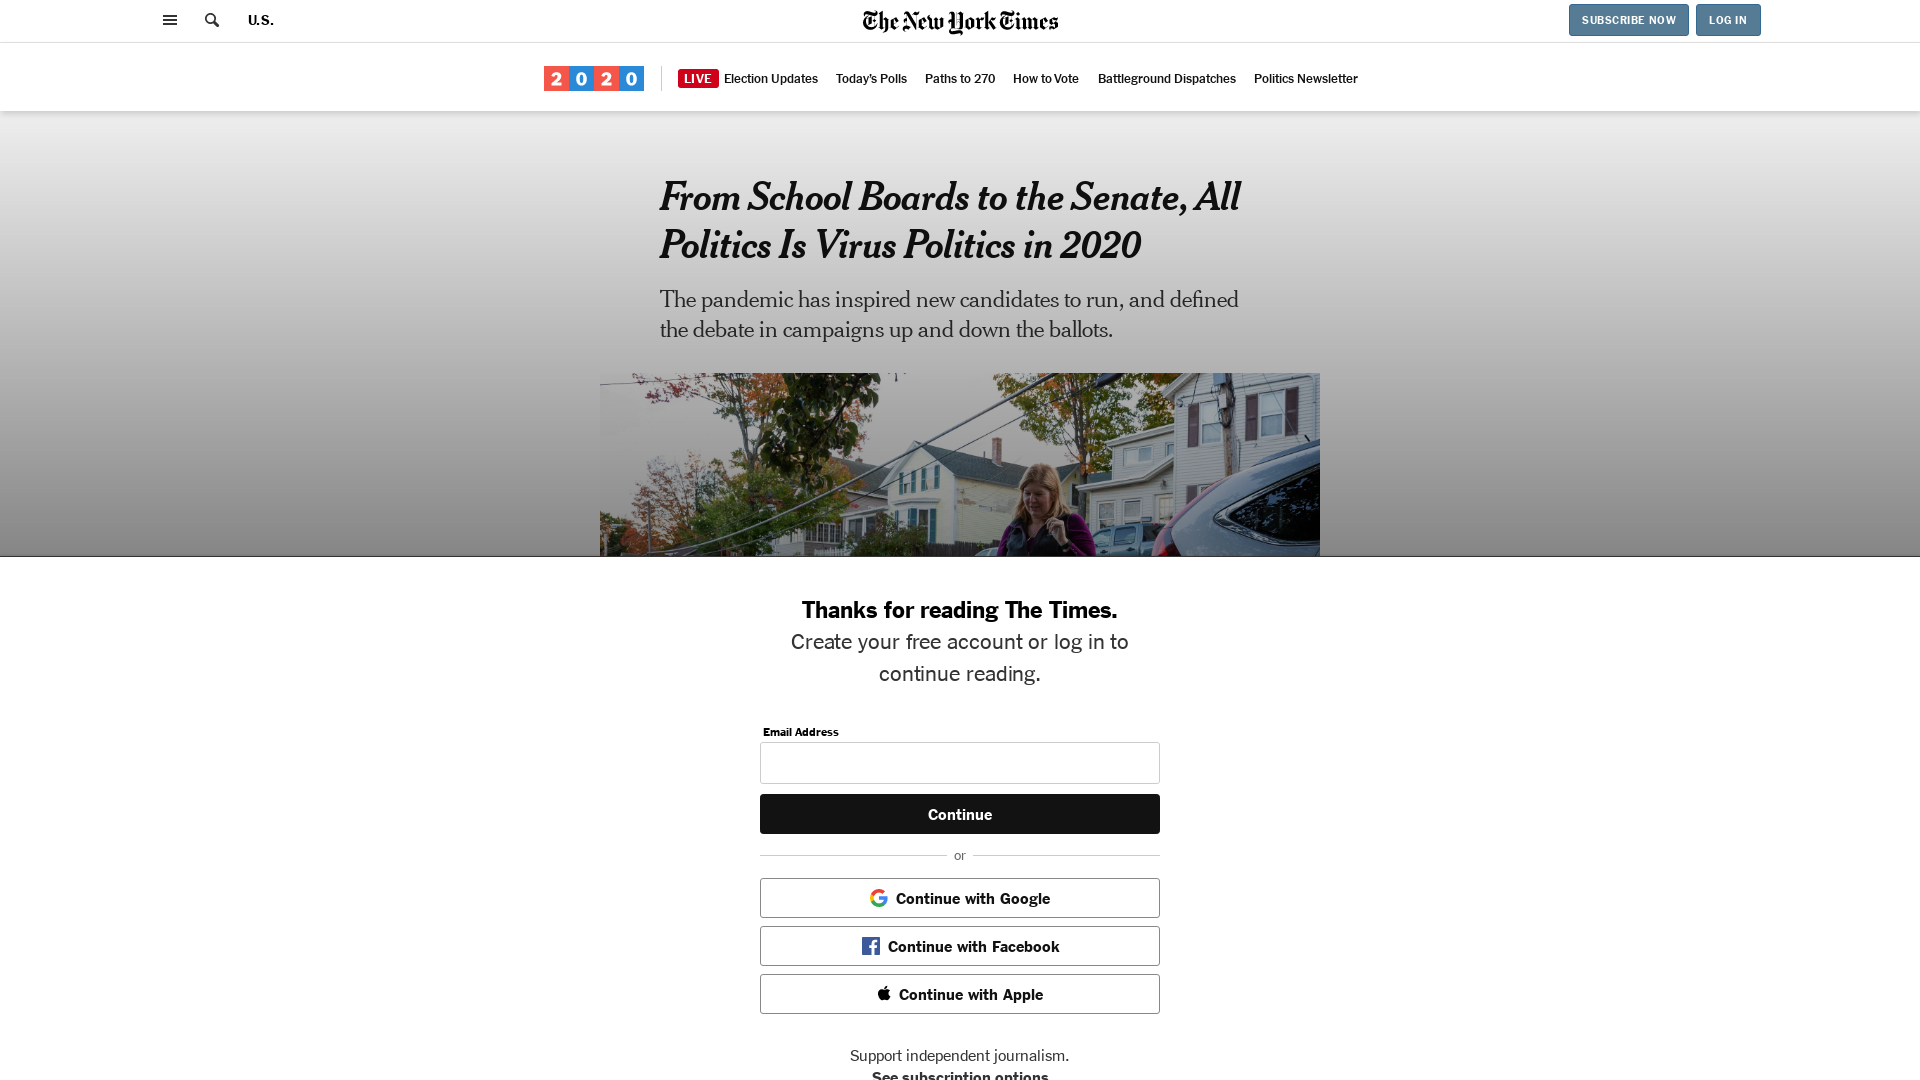 U.S.
The New York Times
SUBSCRIBE NOW
LOG IN
2020
LIVE Election Updates Today's Polls Paths to 270 How to Vote Battleground Dispatches Politics Newsletter
From School Boards to the Senate, All
Politics Is Virus Politics in 2020
The pandemic has inspired new candidates to run, and defined
the debate in campaigns up and down the ballots.
Thanks for reading The Times.
Create your free account or log in to
continue reading.
Email Address
Continue
or
Continue with Google
Continue with Facebook
Continue with Apple
Support independent journalism.
See subscription options